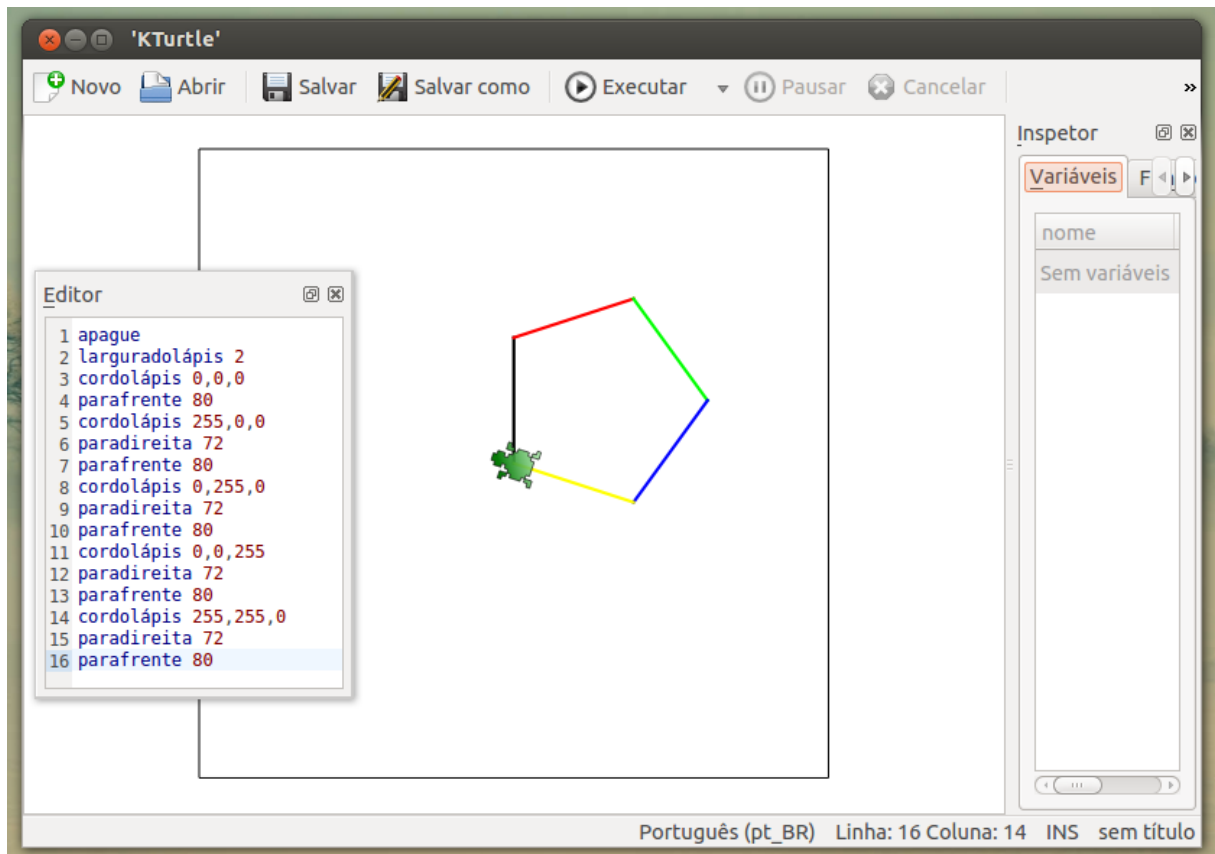 'KTurtle'
Novo Abrir Salvar Salvar como Executar Pausar Cancelar »
Inspetor
Variáveis F
nome
Sem variáveis
Editor
1 apague
2 larguradolápis 2
3 cordolápis 0,0,0
4 parafrente 80
5 cordolápis 255,0,0
6 paradireita 72
7 parafrente 80
8 cordolápis 0,255,0
9 paradireita 72
10 parafrente 80
11 cordolápis 0,0,255
12 paradireita 72
13 parafrente 80
14 cordolápis 255,255,0
15 paradireita 72
16 parafrente 80
Português (pt_BR) Linha: 16 Coluna: 14 INS sem título